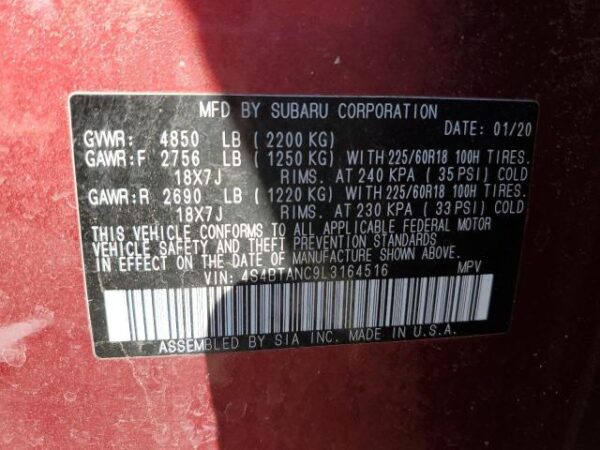 MFD BY SUBARU CORPORATION
DATE: 01/20
GVWR: 4850 LB (2200 KG)
GAWR:F 2756 LB (1250 KG) WITH 225/60R18 100H TIRES.
18X7J RIMS. AT 240 KPA (35 PSI) COLD
GAWR:R 2690 LB (1220 KG) WITH 225/60R18 100H TIRES.
18X7J RIMS. AT 230 KPA (33 PSI) COLD
THIS VEHICLE CONFORMS TO ALL APPLICABLE FEDERAL MOTOR
VEHICLE SAFETY AND THEFT PREVENTION STANDARDS
IN EFFECT ON THE DATE OF MANUFACTURE SHOWN ABOVE.
VIN: 4S4BTANC9L3164516 MPV
ASSEMBLED BY SIA INC. MADE IN U.S.A.